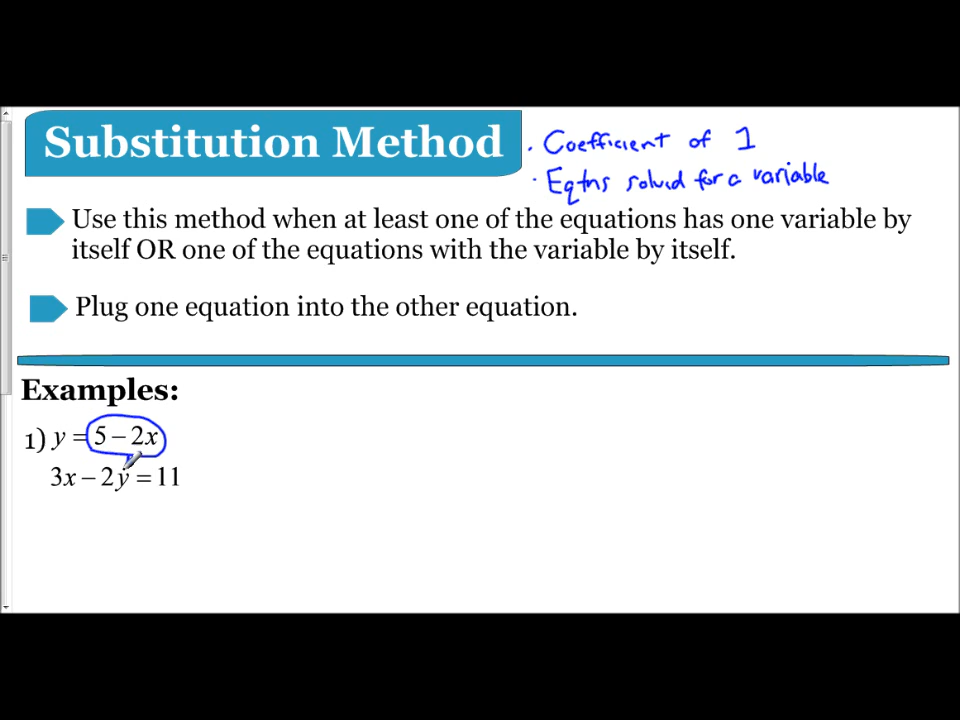 Substitution Method
. Coefficient of 1
. Eqtns solved for a variable
Use this method when at least one of the equations has one variable by
itself OR one of the equations with the variable by itself.
Plug one equation into the other equation.
Examples:
1) y = 5 − 2x
3x − 2y = 11